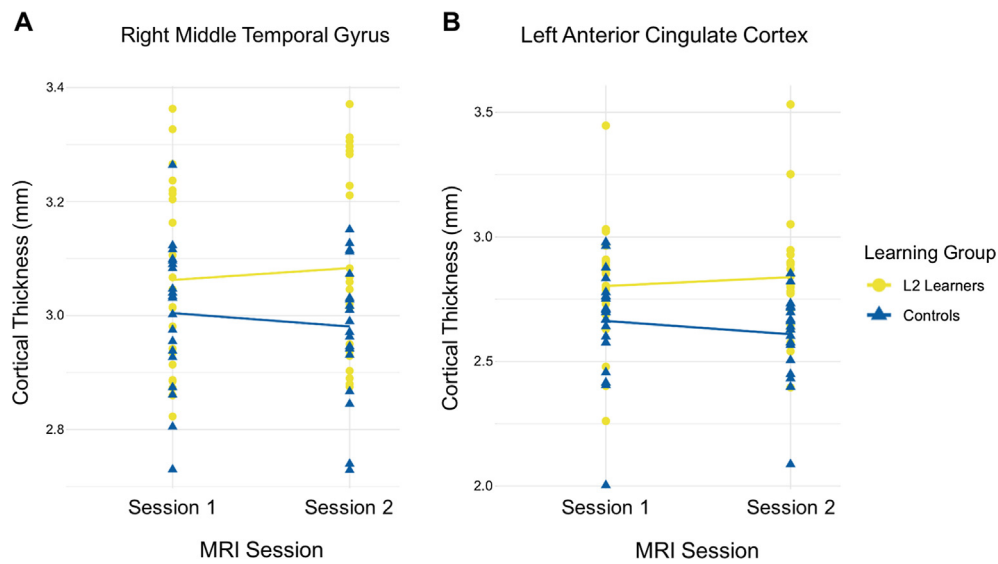 A
Right Middle Temporal Gyrus
Cortical Thickness (mm)
3.4
3.2
3.0
2.8
Session 1
Session 2
MRI Session
B
Left Anterior Cingulate Cortex
Cortical Thickness (mm)
3.5
3.0
2.5
2.0
Session 1
Session 2
MRI Session
Learning Group
L2 Learners
Controls